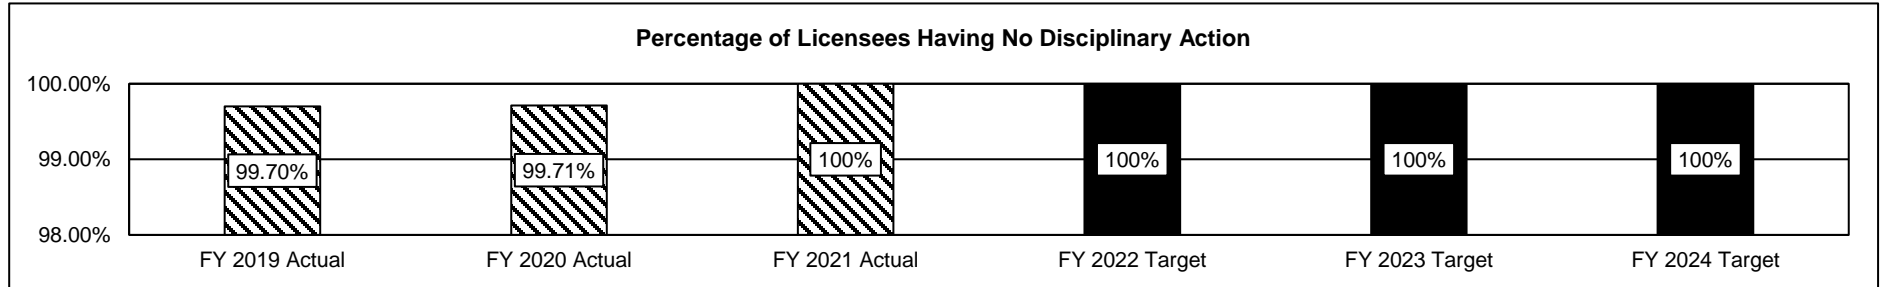 Percentage of Licensees Having No Disciplinary Action
100.00%
99.00%
98.00%
99.70%
99.71%
100%
100%
100%
100%
FY 2019 Actual
FY 2020 Actual
FY 2021 Actual
FY 2022 Target
FY 2023 Target
FY 2024 Target